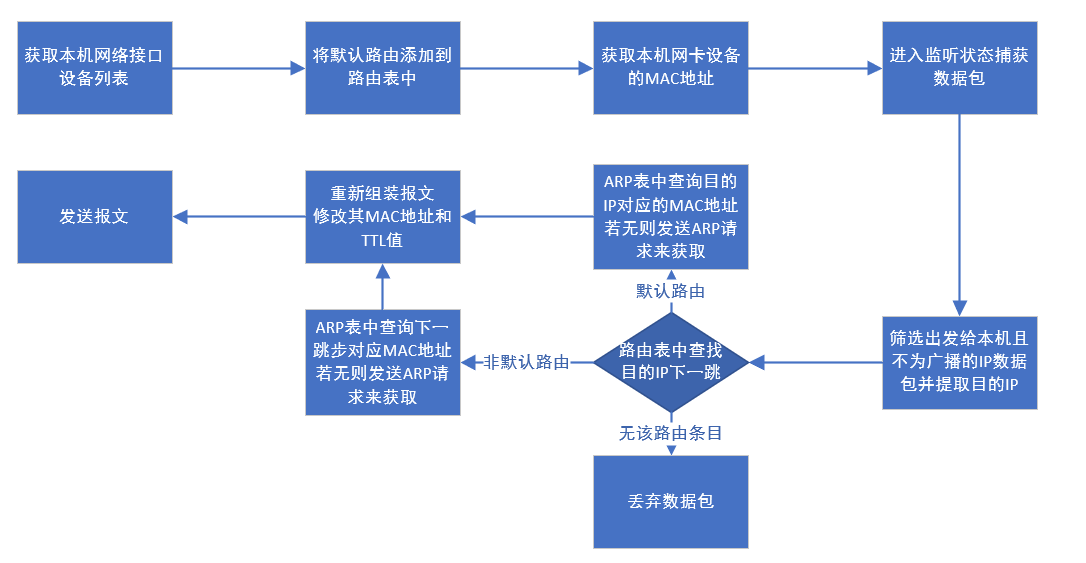 获取本机网络接口
设备列表
将默认路由添加到
路由表中
获取本机网卡设备
的MAC地址
进入监听状态捕获
数据包
发送报文
重新组装报文
修改其MAC地址和
TTL值
ARP表中查询目的
IP对应的MAC地址
若无则发送ARP请
求来获取
默认路由
ARP表中查询下一
跳步对应MAC地址
若无则发送ARP请
求来获取
非默认路由
路由表中查找
目的IP下一跳
筛选出发给本机且
不为广播的IP数据
包并提取目的IP
无该路由条目
丢弃数据包